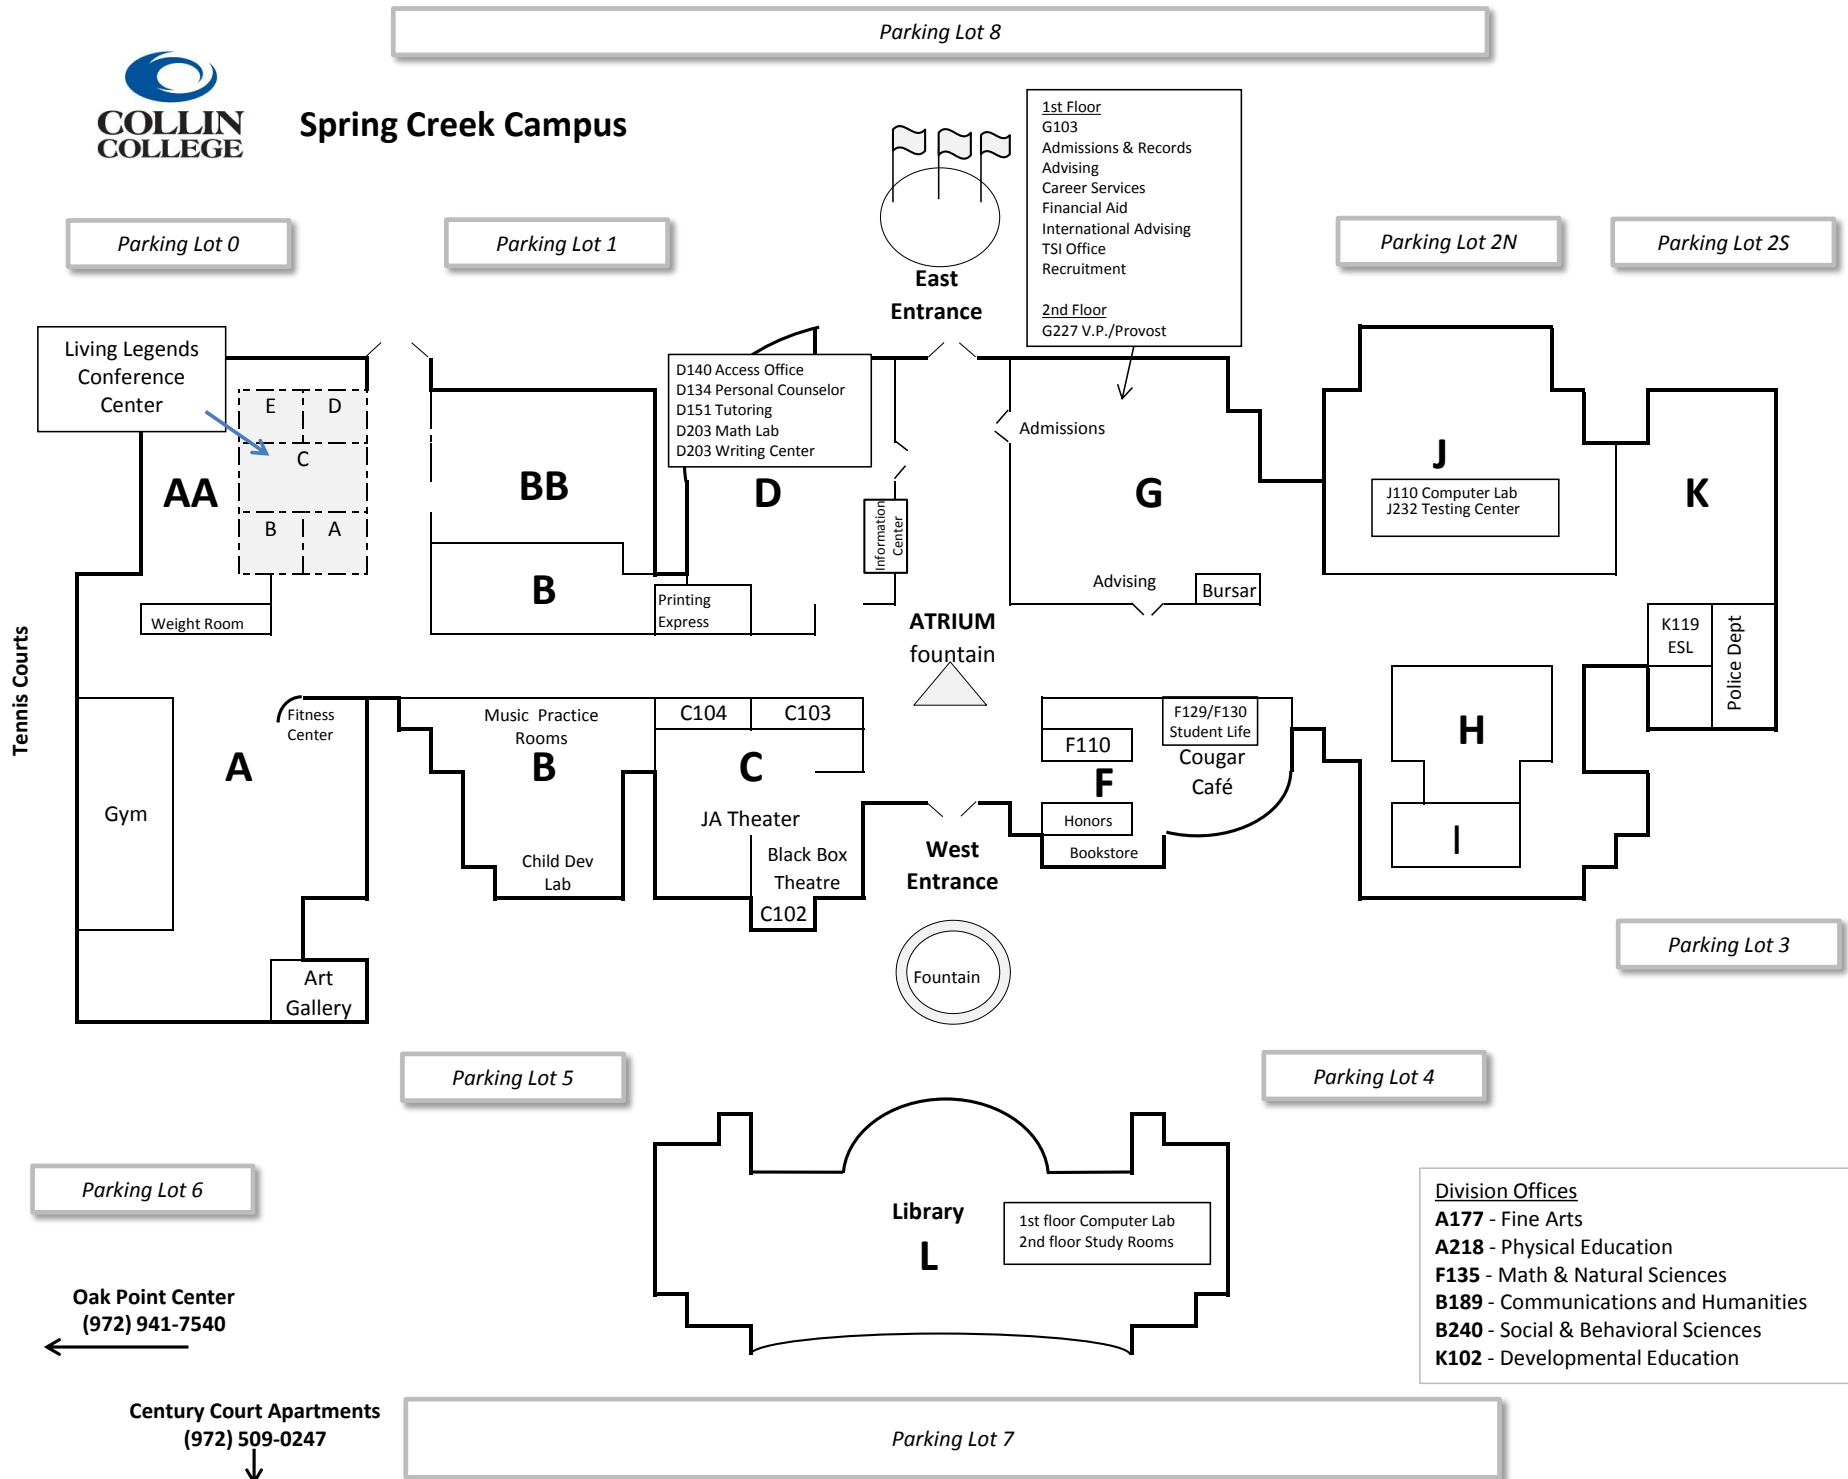 Parking Lot 8
COLLIN
COLLEGE
Spring Creek Campus
1st Floor
G103
Admissions & Records
Advising
Career Services
Financial Aid
International Advising
TSI Office
Recruitment
2nd Floor
G227 V.P./Provost
Parking Lot 0
Parking Lot 1
East
Entrance
Parking Lot 2N
Parking Lot 2S
Living Legends
Conference
Center
E
D
C
B
A
AA
Weight Room
BB
B
Printing
Express
D140 Access Office
D134 Personal Counselor
D151 Tutoring
D203 Math Lab
D203 Writing Center
D
Information
Center
Admissions
G
Advising
Bursar
J
J110 Computer Lab
J232 Testing Center
K
K119
ESL
Police Dept
ATRIUM
fountain
Tennis Courts
Fitness
Center
A
Gym
Art
Gallery
Music Practice
Rooms
B
Child Dev
Lab
C104
C103
C
JA Theater
Black Box
Theatre
C102
West
Entrance
Fountain
F129/F130
Student Life
F110
Cougar
Café
F
Honors
Bookstore
H
I
Parking Lot 3
Parking Lot 5
Parking Lot 4
Parking Lot 6
Library
L
1st floor Computer Lab
2nd floor Study Rooms
Division Offices
A177 - Fine Arts
A218 - Physical Education
F135 - Math & Natural Sciences
B189 - Communications and Humanities
B240 - Social & Behavioral Sciences
K102 - Developmental Education
Oak Point Center
(972) 941-7540
Century Court Apartments
(972) 509-0247
Parking Lot 7